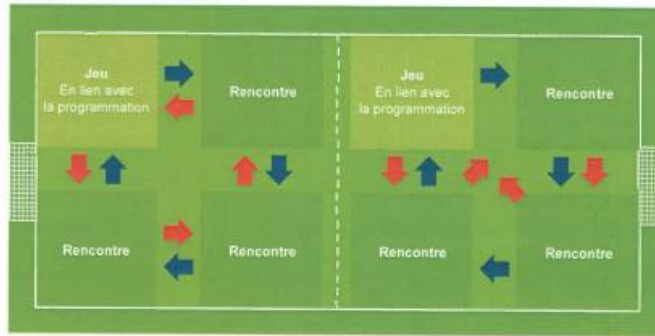 Jeu
En lien avec
la programmation
Rencontre
Jeu
En lien avec
la programmation
Rencontre
Rencontre
Rencontre
Rencontre
Rencontre